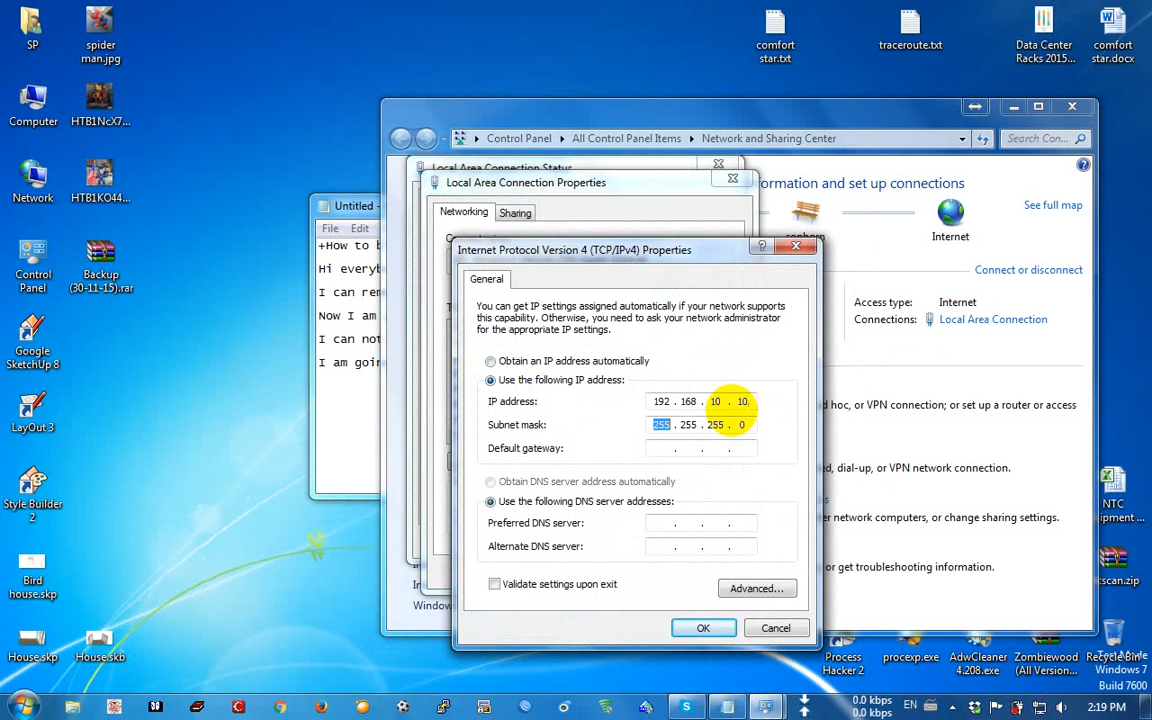 SP
spider
man.jpg
comfort
star.txt
traceroute.txt
Data Center
Racks 2015...
comfort
star.docx
Computer
HTB1NcX7...
Network
HTB1KO44...
Control
Panel
Backup
(30-11-15).rar
Google
SketchUp 8
LayOut 3
Style Builder
2
Bird
house.skp
House.skp
House.skb
Control Panel
All Control Panel Items
Network and Sharing Center
Search Con...
Local Area Connection Status
Local Area Connection Properties
Networking
Sharing
Untitled -
File
Edit
+How to b
Hi everyb
I can rem
Now I am
I can not
I am goin
formation and set up connections
See full map
Internet
Connect or disconnect
Access type:
Internet
Connections:
Local Area Connection
d hoc, or VPN connection; or set up a router or access
d, dial-up, or VPN network connection.
er network computers, or change sharing settings.
r get troubleshooting information.
Internet Protocol Version 4 (TCP/IPv4) Properties
General
You can get IP settings assigned automatically if your network supports
this capability. Otherwise, you need to ask your network administrator
for the appropriate IP settings.
Obtain an IP address automatically
Use the following IP address:
IP address:
192 . 168 . 10 . 10
Subnet mask:
255 . 255 . 255 . 0
Default gateway:
. . .
Obtain DNS server address automatically
Use the following DNS server addresses:
Preferred DNS server:
. . .
Alternate DNS server:
. . .
Validate settings upon exit
Advanced...
OK
Cancel
In
Window
NTC
ipment ...
tscan.zip
Process
Hacker 2
procexp.exe
AdwCleaner
4.208.exe
Zombiewood
(All Version...
Recycle Bin
Test Mode
Windows 7
Build 7600
0.0 kbps
0.0 kbps
EN
2:19 PM